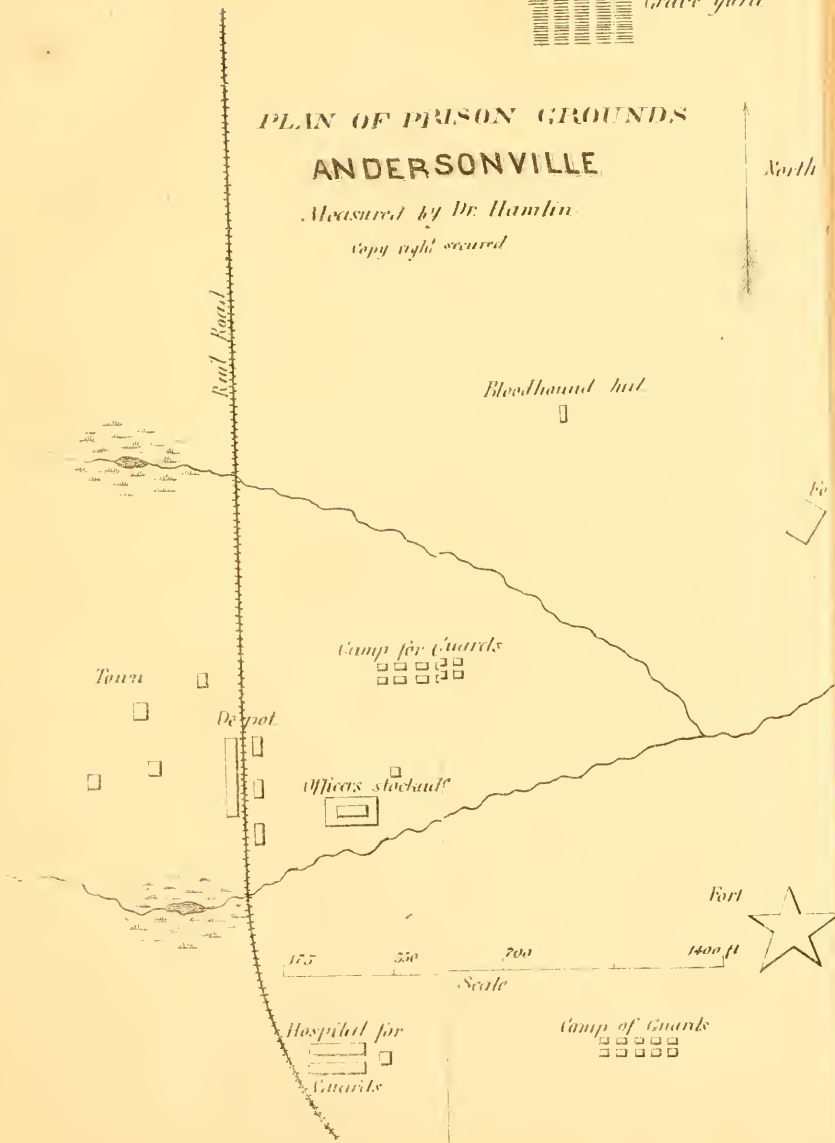 Grave yard
PLAN OF PRISON GROUNDS
ANDERSONVILLE
Measured by Dr. Hamlin
Copy right secured
North
Rail Road
Bloodhound hut
Fo
Camp for Guards
Town
Depot
Officers stockade
Fort
175 350 700 1400 ft
Scale
Hospital for
Guards
Camp of Guards